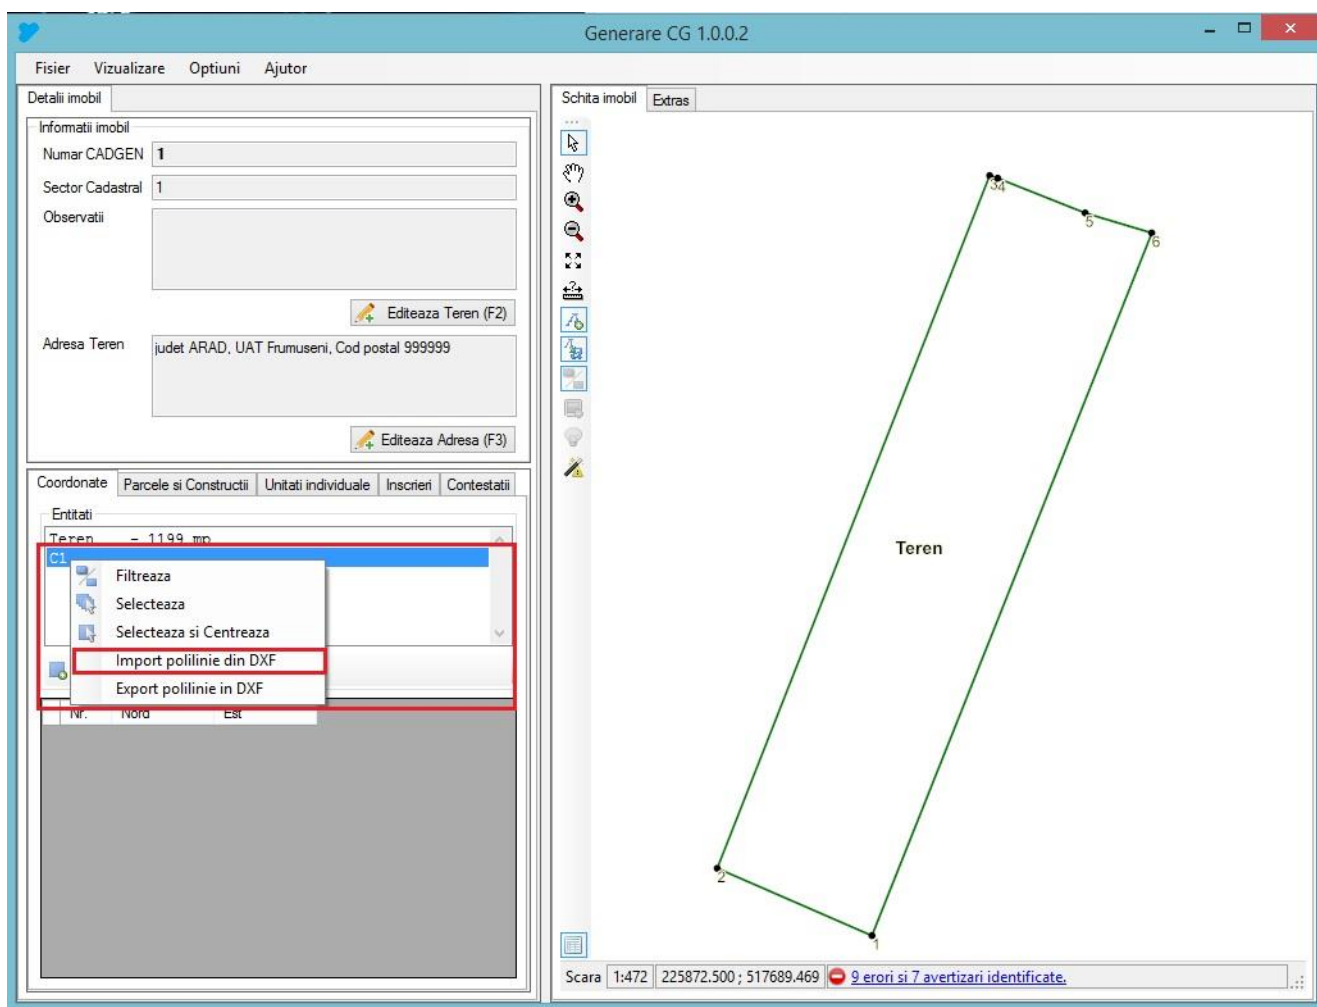 Generare CG 1.0.0.2
Fisier Vizualizare Optiuni Ajutor
Detalii imobil
Informatii imobil
Numar CADGEN 1
Sector Cadastral 1
Observatii
Editeaza Teren (F2)
Adresa Teren judet ARAD, UAT Frumuseni, Cod postal 999999
Editeaza Adresa (F3)
Coordonate Parcele si Constructii Unitati individuale Inscrieri Contestatii
Entitati
Teren - 1199 mp
C1
Filtreaza
Selecteaza
Selecteaza si Centreaza
Import polilinie din DXF
Export polilinie in DXF
Nr. Nord Est
Schita imobil Extras
34
5
6
Teren
2
1
Scara 1:472 225872.500 ; 517689.469 9 erori si 7 avertizari identificate.